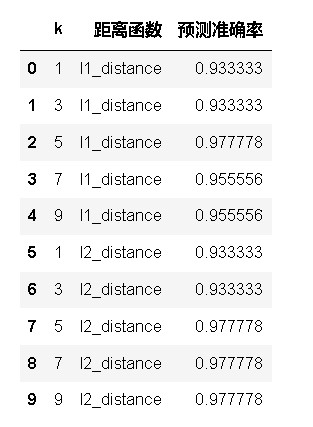 k 距离函数 预测准确率
0 1 l1_distance 0.933333
1 3 l1_distance 0.933333
2 5 l1_distance 0.977778
3 7 l1_distance 0.955556
4 9 l1_distance 0.955556
5 1 l2_distance 0.933333
6 3 l2_distance 0.933333
7 5 l2_distance 0.977778
8 7 l2_distance 0.977778
9 9 l2_distance 0.977778